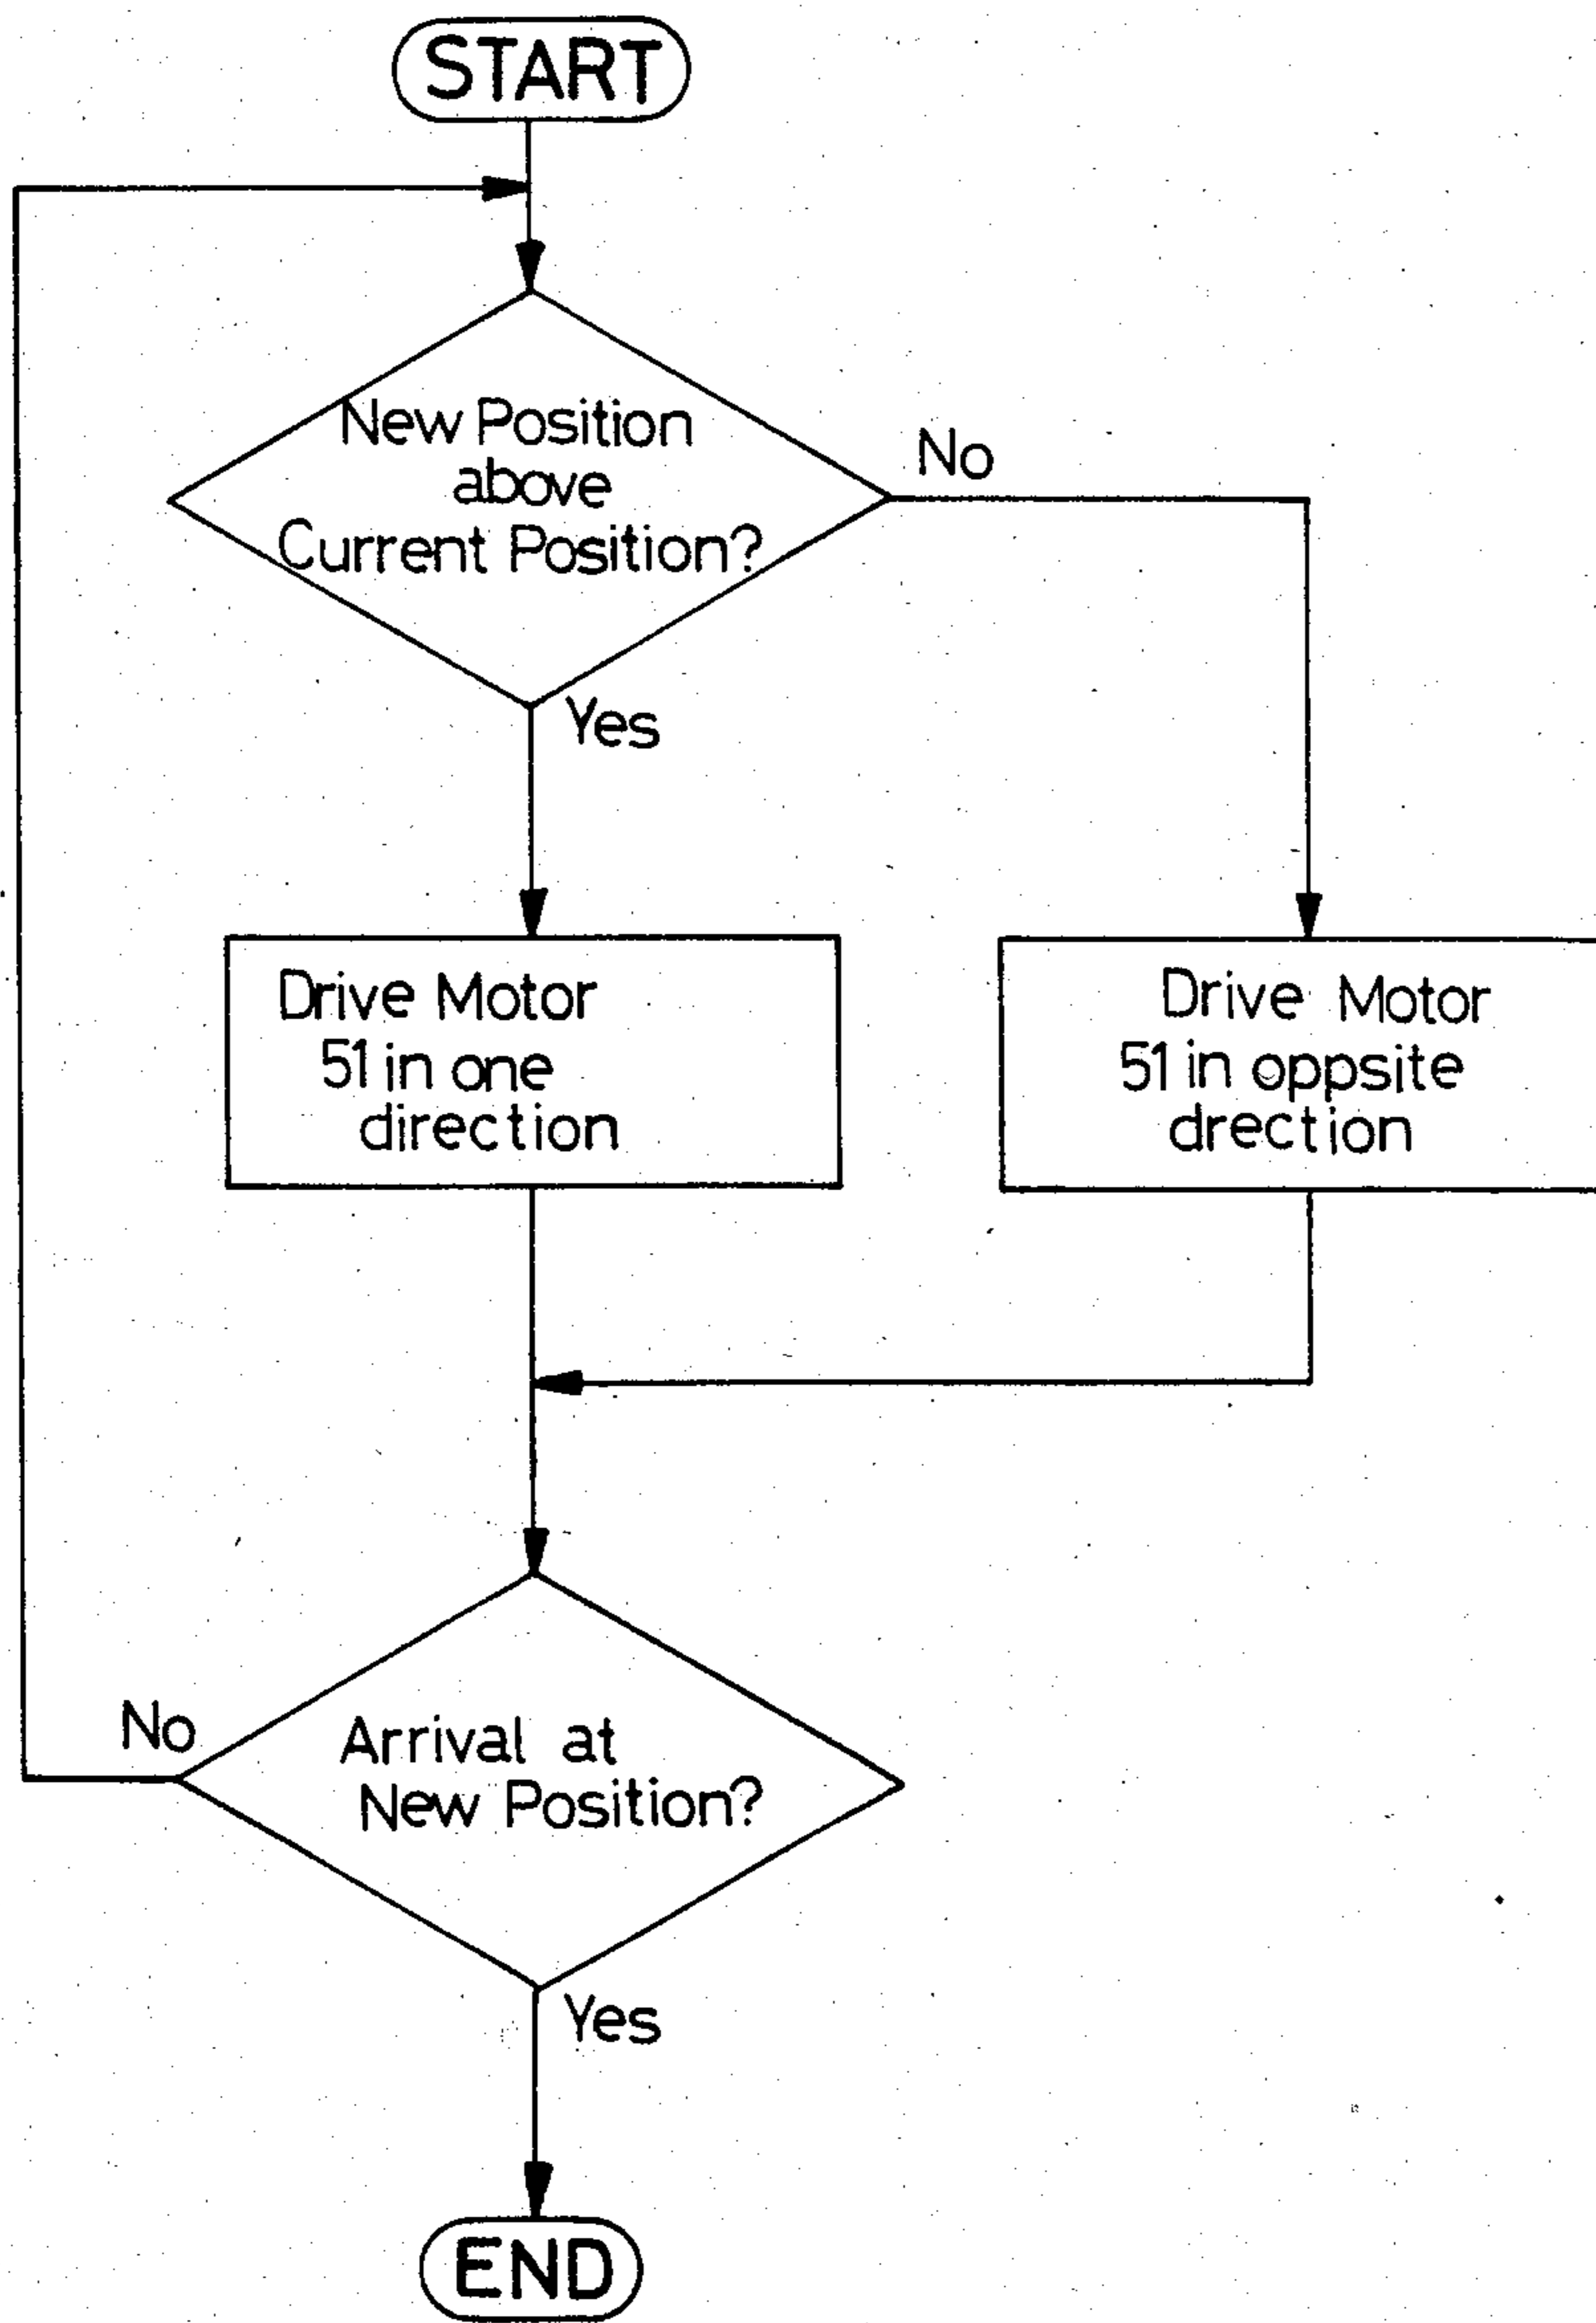 START
New Position
above
Current Position?
No
Yes
Drive Motor
51 in one
direction
Drive Motor
51 in oppsite
drection
No
Arrival at
New Position?
Yes
END